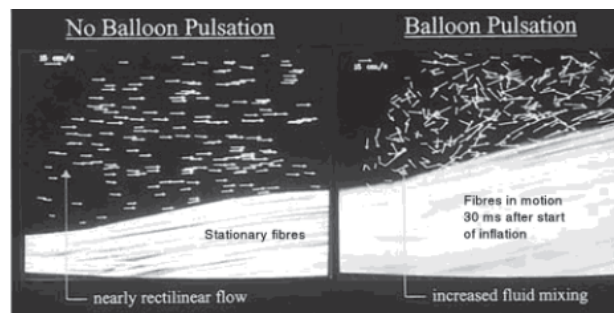 No Balloon Pulsation
Balloon Pulsation
Stationary fibres
Fibres in motion
30 ms after start
of inflation
nearly rectilinear flow
increased fluid mixing